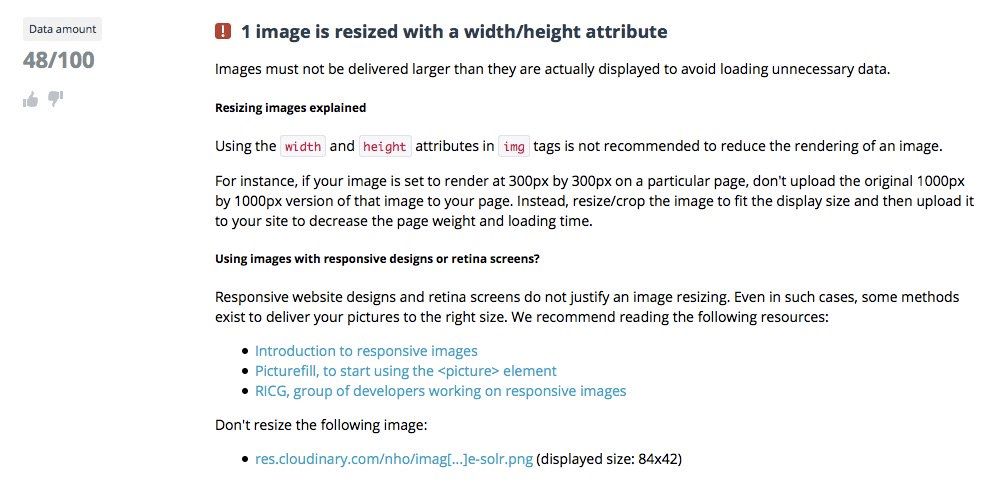 Data amount
48/100
1 image is resized with a width/height attribute
Images must not be delivered larger than they are actually displayed to avoid loading unnecessary data.
Resizing images explained
Using the width and height attributes in img tags is not recommended to reduce the rendering of an image.
For instance, if your image is set to render at 300px by 300px on a particular page, don't upload the original 1000px
by 1000px version of that image to your page. Instead, resize/crop the image to fit the display size and then upload it
to your site to decrease the page weight and loading time.
Using images with responsive designs or retina screens?
Responsive website designs and retina screens do not justify an image resizing. Even in such cases, some methods
exist to deliver your pictures to the right size. We recommend reading the following resources:
• Introduction to responsive images
• Picturefill, to start using the <picture> element
• RICG, group of developers working on responsive images
Don't resize the following image:
• res.cloudinary.com/nho/imag[...]e-solr.png (displayed size: 84x42)